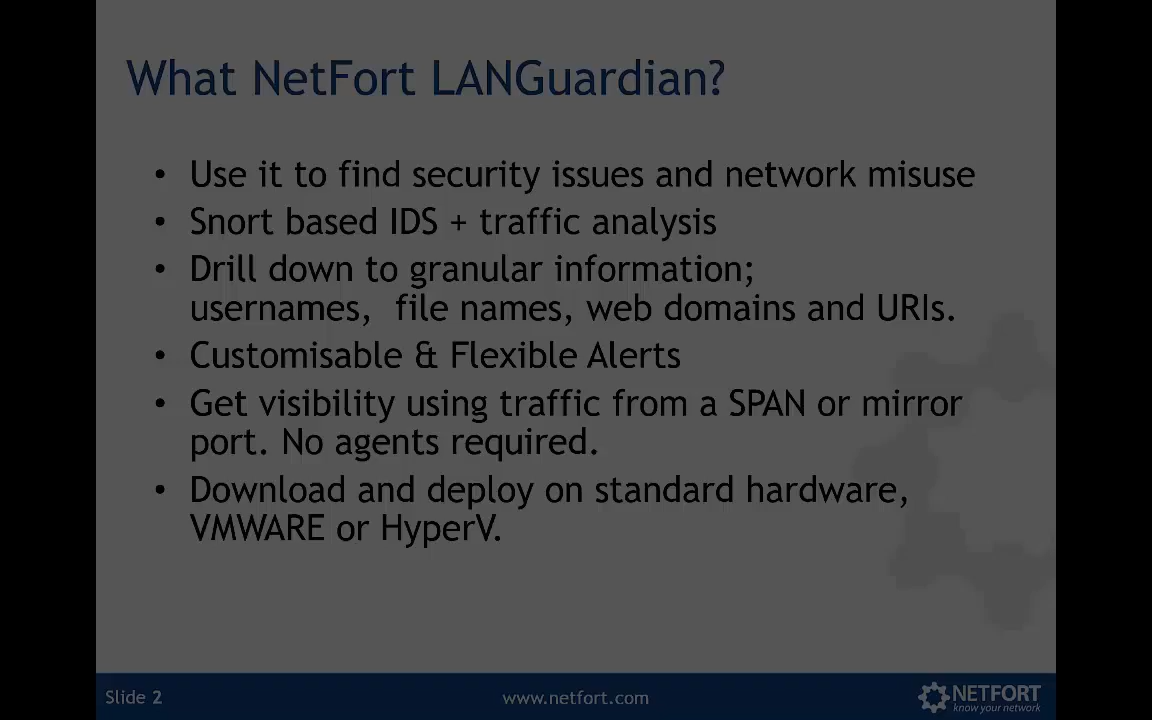 What NetFort LANGuardian?
• Use it to find security issues and network misuse
• Snort based IDS + traffic analysis
• Drill down to granular information;
usernames,  file names, web domains and URIs.
• Customisable & Flexible Alerts
• Get visibility using traffic from a SPAN or mirror
port. No agents required.
• Download and deploy on standard hardware,
VMWARE or HyperV.
Slide 2
www.netfort.com
NETFORT
know your network